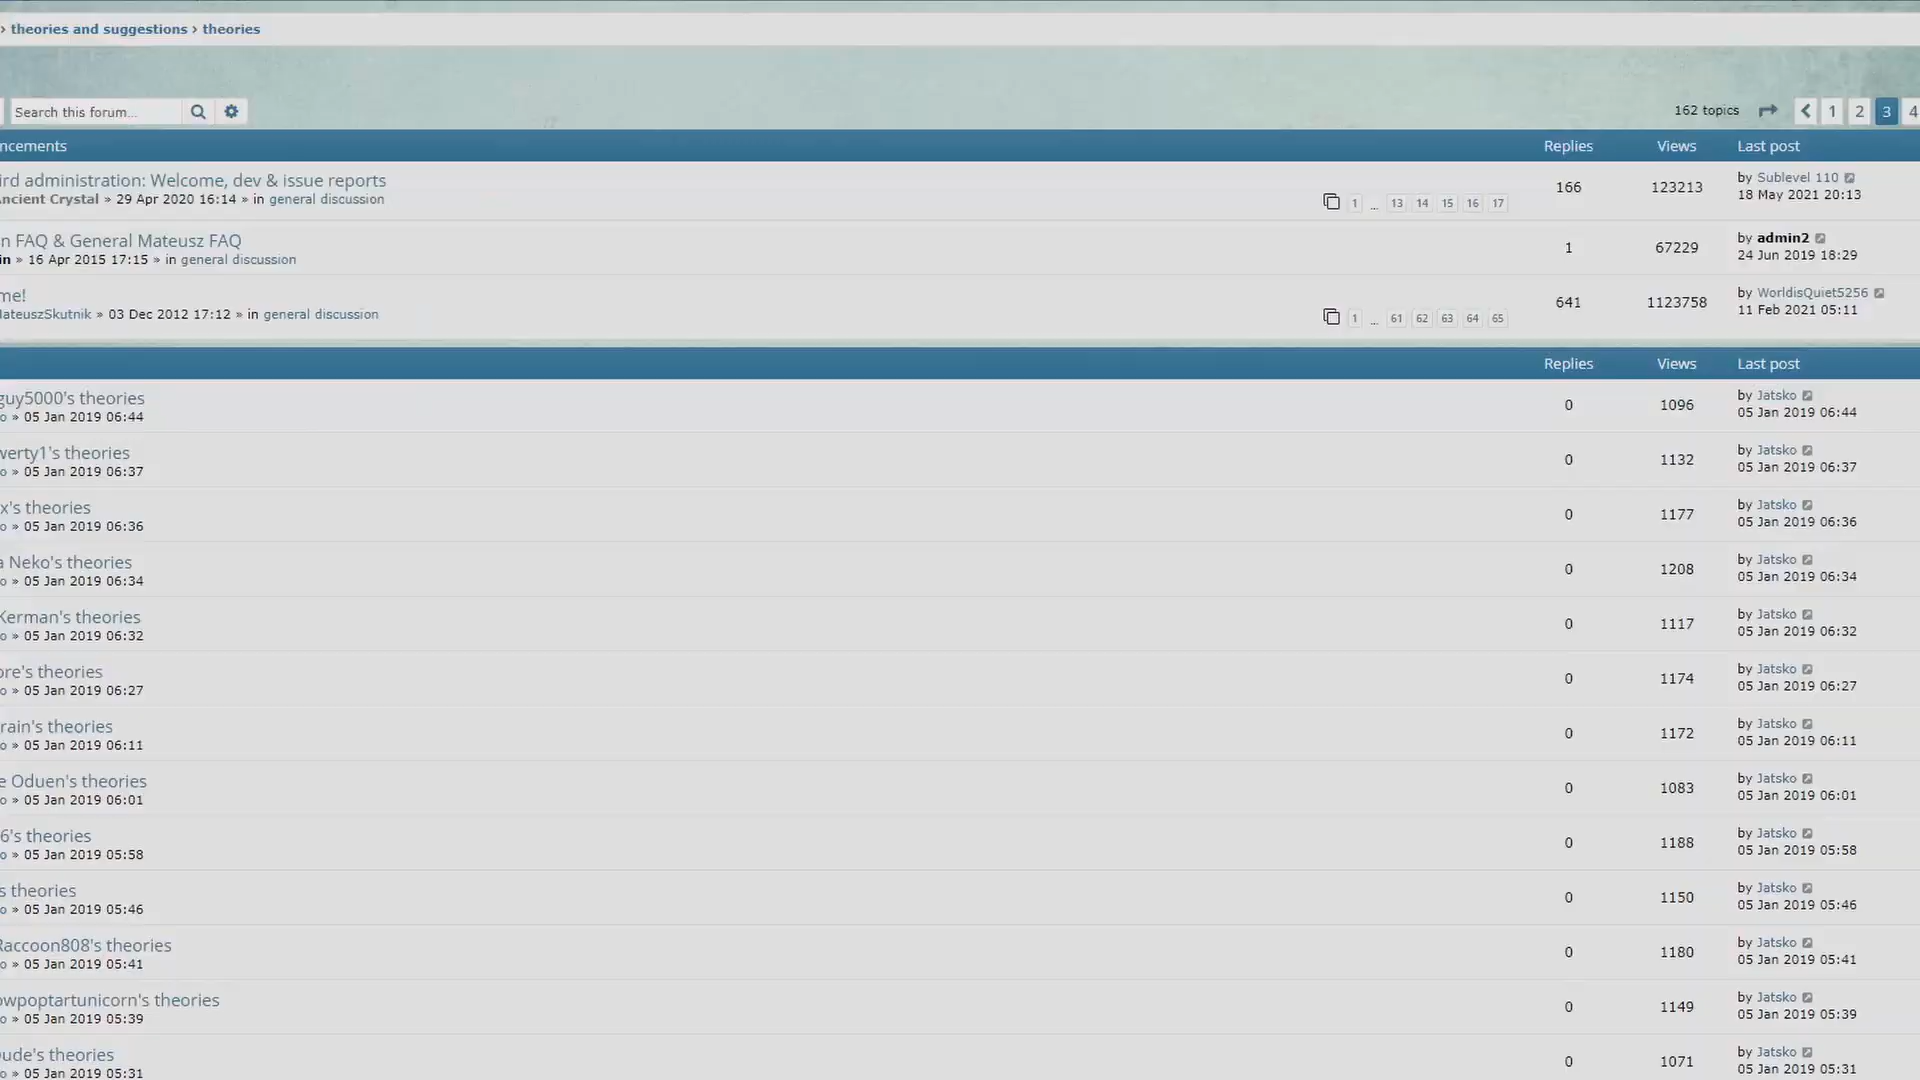 › theories and suggestions › theories
Search this forum... 162 topics 1 2 3 4
ncements Replies Views Last post
ird administration: Welcome, dev & issue reports 166 123213 by Sublevel 110
Ancient Crystal » 29 Apr 2020 16:14 » in general discussion 1 ... 13 14 15 16 17 18 May 2021 20:13
n FAQ & General Mateusz FAQ 1 67229 by admin2
in » 16 Apr 2015 17:15 » in general discussion 24 Jun 2019 18:29
me! 641 1123758 by WorldisQuiet5256
MateuszSkutnik » 03 Dec 2012 17:12 » in general discussion 1 ... 61 62 63 64 65 11 Feb 2021 05:11
Replies Views Last post
guy5000's theories 0 1096 by Jatsko
o » 05 Jan 2019 06:44 05 Jan 2019 06:44
werty1's theories 0 1132 by Jatsko
o » 05 Jan 2019 06:37 05 Jan 2019 06:37
x's theories 0 1177 by Jatsko
o » 05 Jan 2019 06:36 05 Jan 2019 06:36
a Neko's theories 0 1208 by Jatsko
o » 05 Jan 2019 06:34 05 Jan 2019 06:34
Kerman's theories 0 1117 by Jatsko
o » 05 Jan 2019 06:32 05 Jan 2019 06:32
ore's theories 0 1174 by Jatsko
o » 05 Jan 2019 06:27 05 Jan 2019 06:27
rain's theories 0 1172 by Jatsko
o » 05 Jan 2019 06:11 05 Jan 2019 06:11
e Oduen's theories 0 1083 by Jatsko
o » 05 Jan 2019 06:01 05 Jan 2019 06:01
6's theories 0 1188 by Jatsko
o » 05 Jan 2019 05:58 05 Jan 2019 05:58
s theories 0 1150 by Jatsko
o » 05 Jan 2019 05:46 05 Jan 2019 05:46
Raccoon808's theories 0 1180 by Jatsko
o » 05 Jan 2019 05:41 05 Jan 2019 05:41
owpoptartunicorn's theories 0 1149 by Jatsko
o » 05 Jan 2019 05:39 05 Jan 2019 05:39
Dude's theories 0 1071 by Jatsko
o » 05 Jan 2019 05:31 05 Jan 2019 05:31